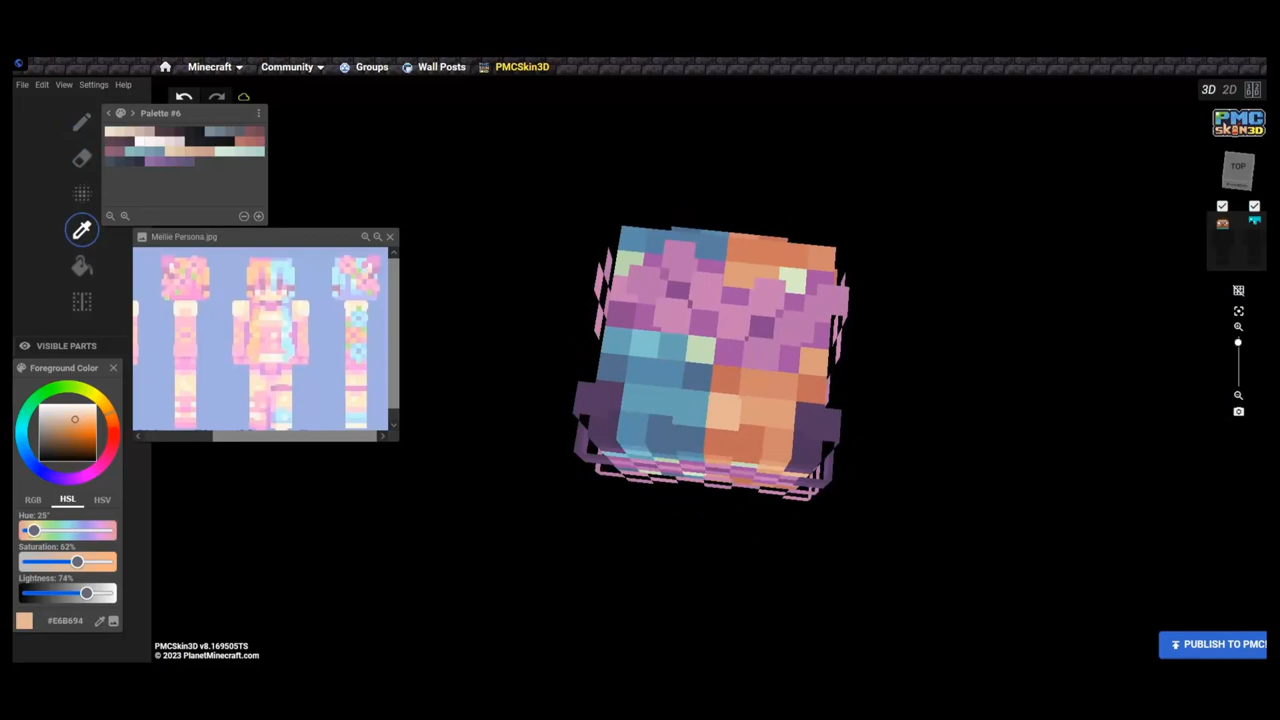 Minecraft
Community
Groups
Wall Posts
PMCSkin3D
File Edit View Settings Help
3D 2D
Palette #6
PMC
SKIN3D
TOP
Mellie Persona.jpg
VISIBLE PARTS
Foreground Color
RGB HSL HSV
Hue: 25°
Saturation: 62%
Lightness: 74%
#E6B694
PMCSkin3D v8.169505TS
© 2023 PlanetMinecraft.com
PUBLISH TO PMC!